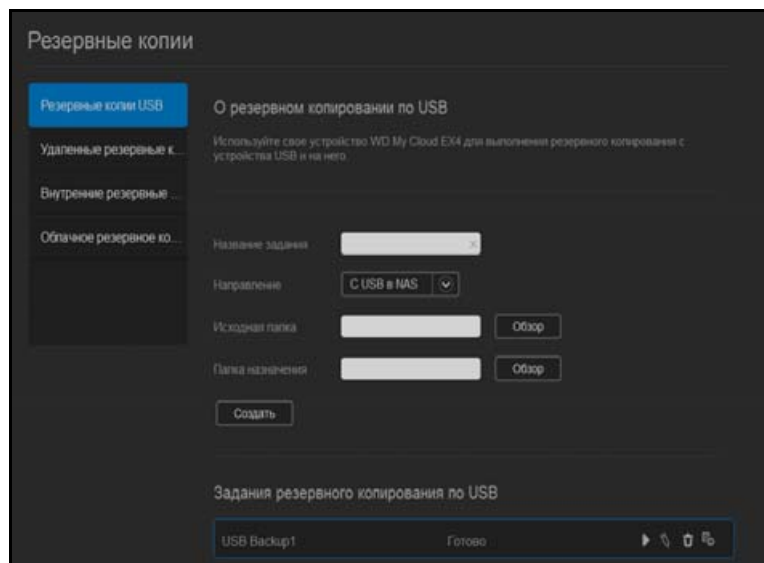 Резервные копии
Резервные копии USB
Удаленные резервные к...
Внутренние резервные ...
Облачное резервное ко...
О резервном копировании по USB
Используйте свое устройство WD My Cloud EX4 для выполнения резервного копирования с
устройства USB и на него.
Название задания
Направление
С USB в NAS
Исходная папка
Обзор
Папка назначения
Обзор
Создать
Задания резервного копирования по USB
USB Backup1
Готово